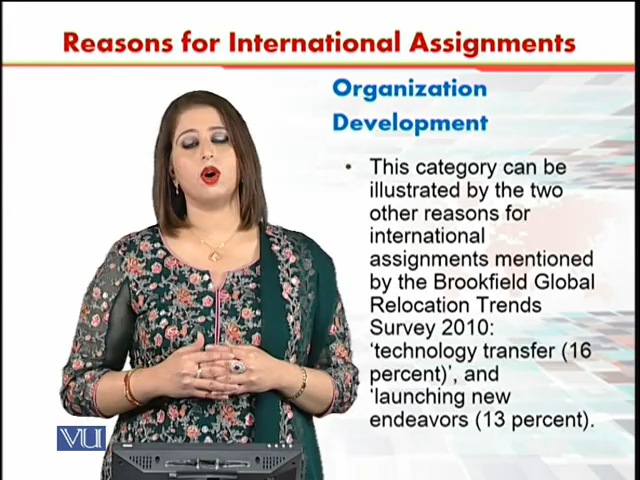 Reasons for International Assignments
Organization
Development
• This category can be
illustrated by the two
other reasons for
international
assignments mentioned
by the Brookfield Global
Relocation Trends
Survey 2010:
‘technology transfer (16
percent)’, and
‘launching new
endeavors (13 percent).
VU